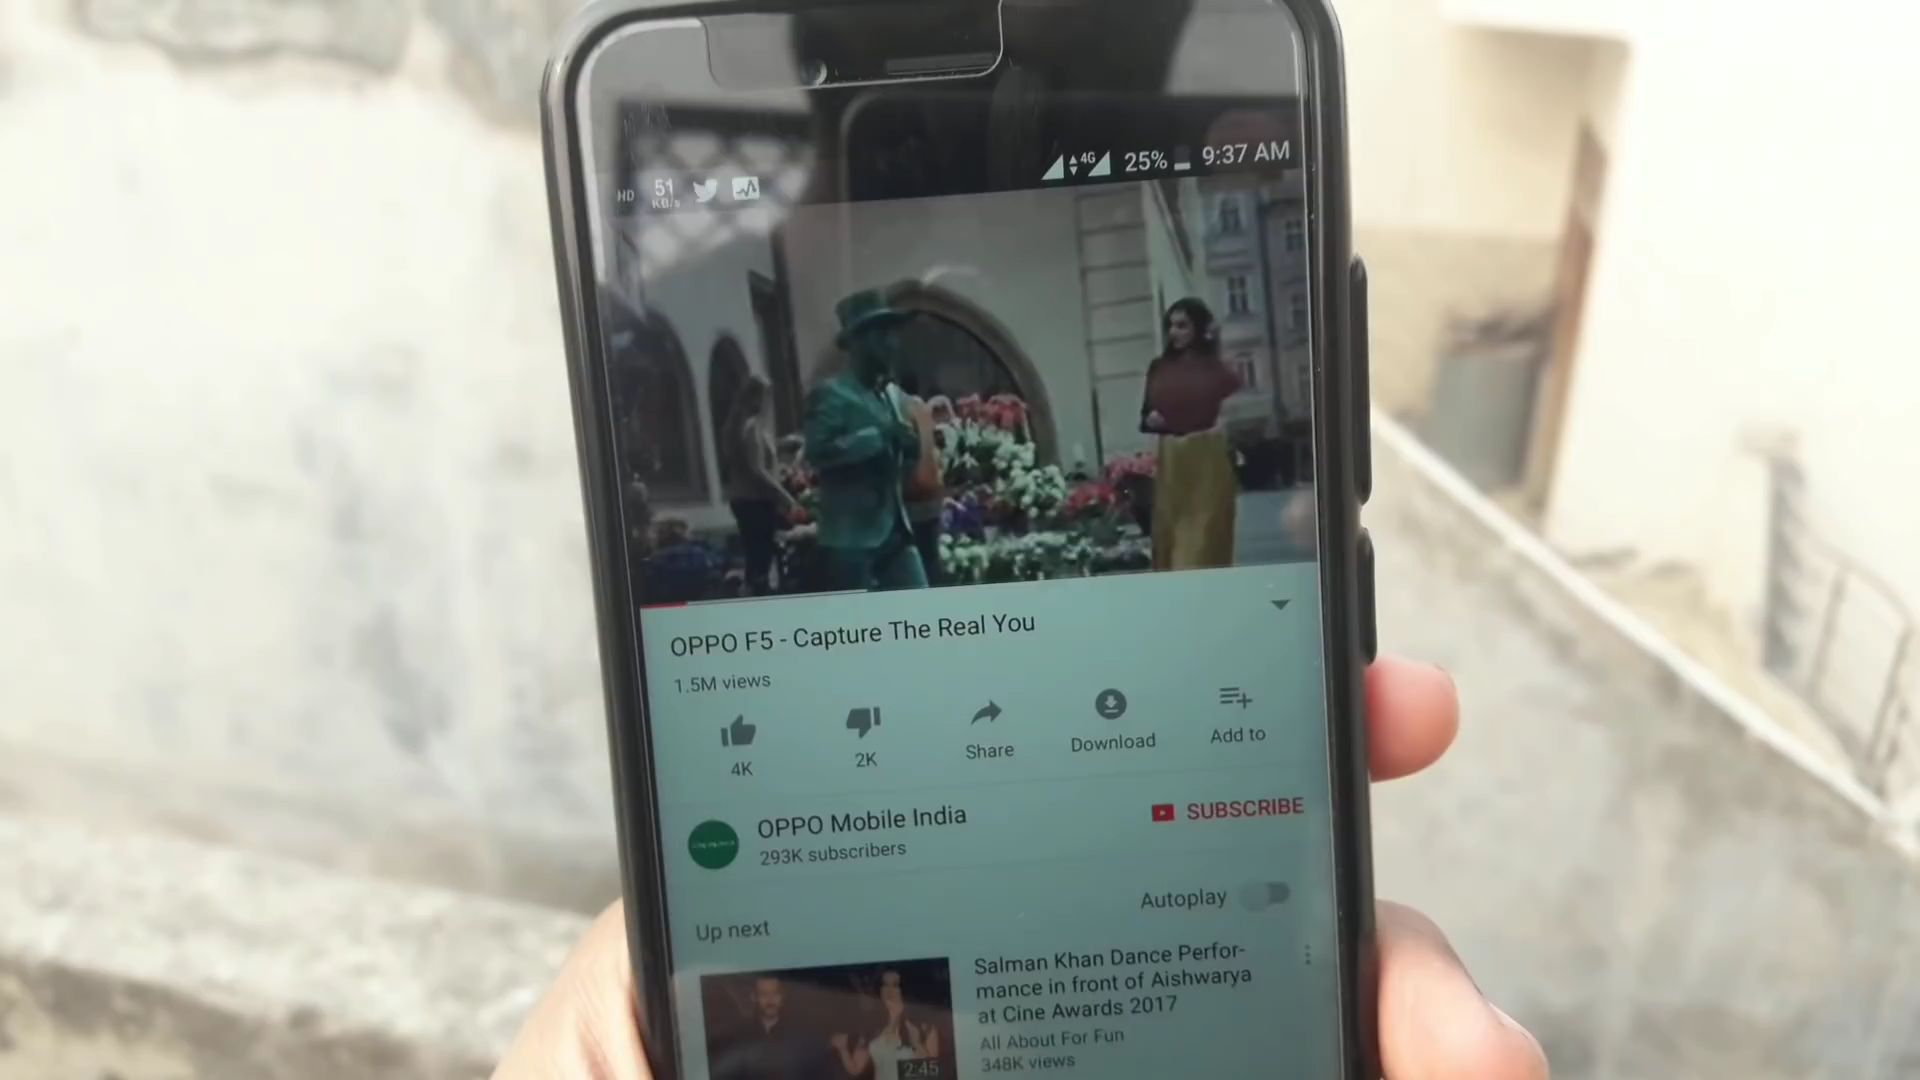 HD 51 KB/s 4G 25% 9:37 AM
OPPO F5 - Capture The Real You
1.5M views
4K 2K Share Download Add to
OPPO Mobile India
293K subscribers
SUBSCRIBE
Autoplay
Up next
Salman Khan Dance Perfor-
mance in front of Aishwarya
at Cine Awards 2017
All About For Fun
348K views
2:45